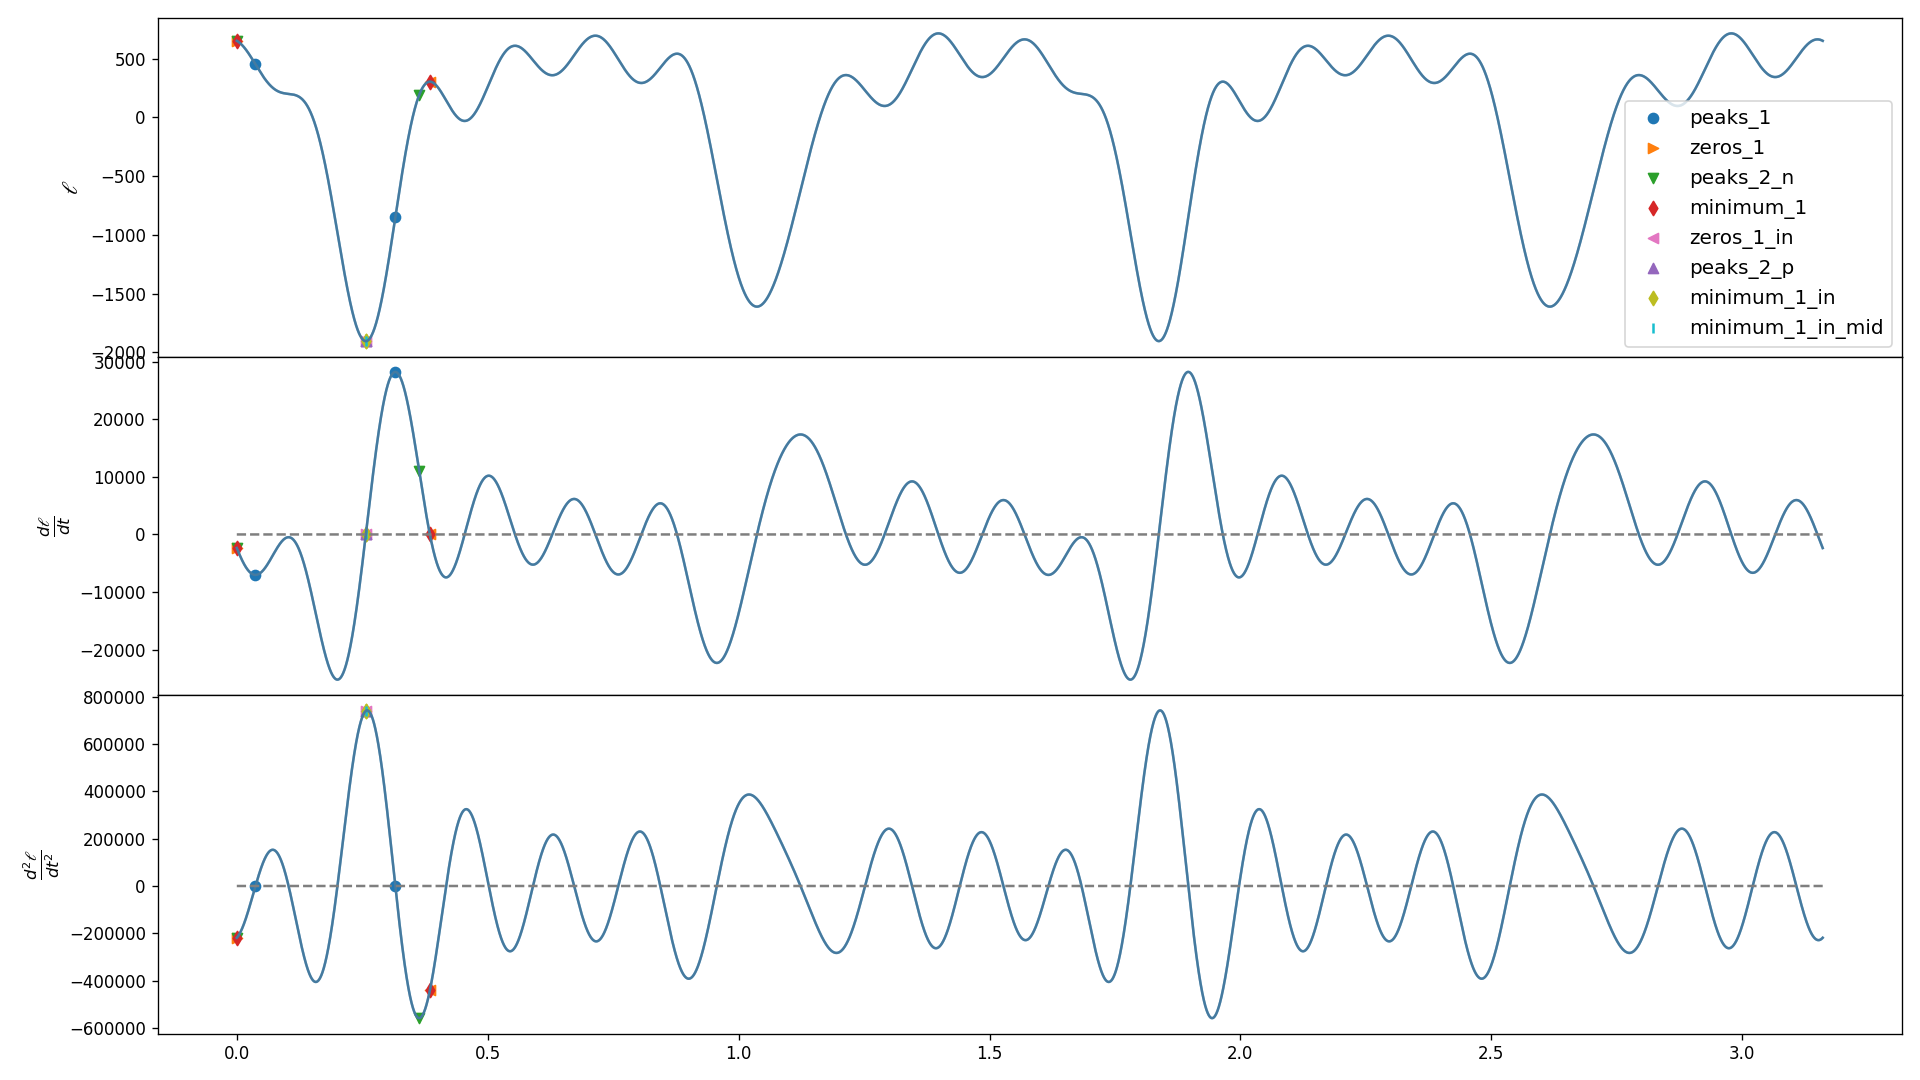 500
0
−500
−1000
−1500
−2000
ℓ
peaks_1
zeros_1
peaks_2_n
minimum_1
zeros_1_in
peaks_2_p
minimum_1_in
minimum_1_in_mid
30000
20000
10000
0
−10000
−20000
dℓ
dt
800000
600000
400000
200000
0
−200000
−400000
−600000
d²ℓ
dt²
0.0 0.5 1.0 1.5 2.0 2.5 3.0